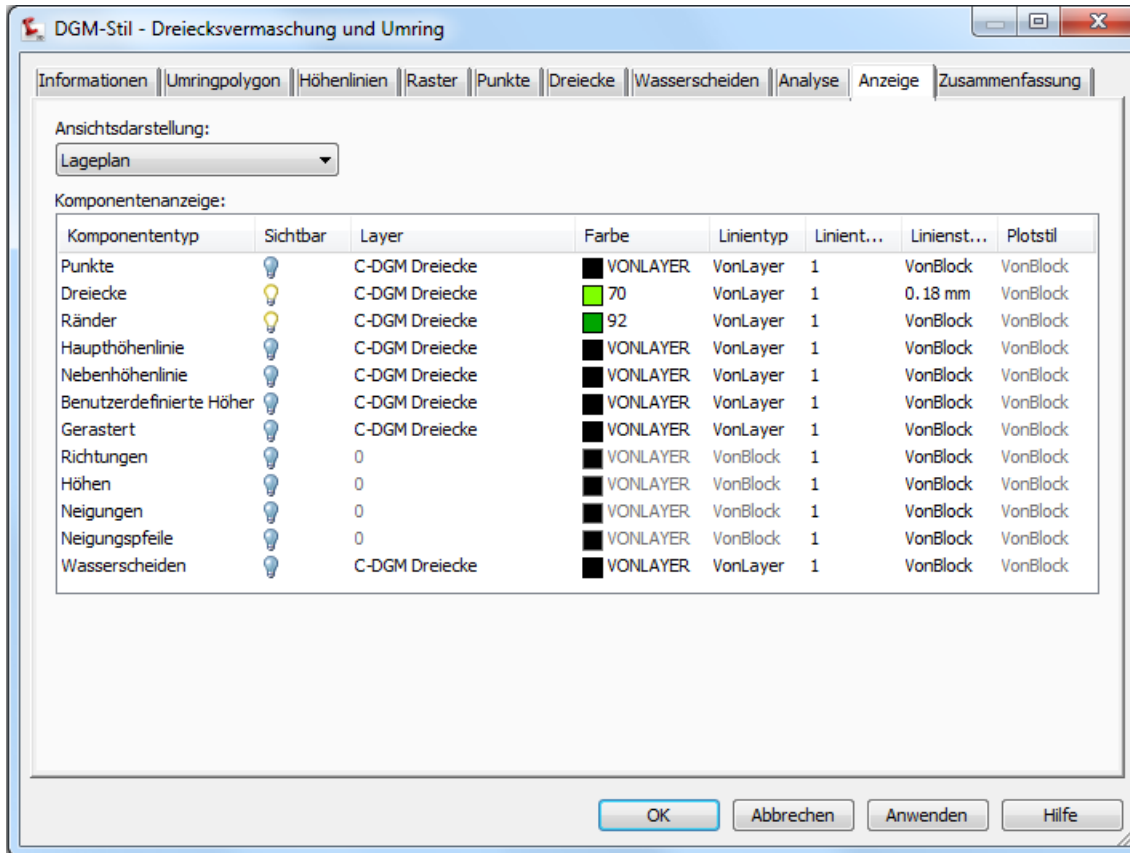 DGM-Stil - Dreiecksvermaschung und Umring
Informationen Umringpolygon Höhenlinien Raster Punkte Dreiecke Wasserscheiden Analyse Anzeige Zusammenfassung
Ansichtsdarstellung:
Lageplan
Komponentenanzeige:
Komponententyp Sichtbar Layer Farbe Linientyp Linient... Linienst... Plotstil
Punkte C-DGM Dreiecke VONLAYER VonLayer 1 VonBlock VonBlock
Dreiecke C-DGM Dreiecke 70 VonLayer 1 0.18 mm VonBlock
Ränder C-DGM Dreiecke 92 VonLayer 1 VonBlock VonBlock
Haupthöhenlinie C-DGM Dreiecke VONLAYER VonLayer 1 VonBlock VonBlock
Nebenhöhenlinie C-DGM Dreiecke VONLAYER VonLayer 1 VonBlock VonBlock
Benutzerdefinierte Höher C-DGM Dreiecke VONLAYER VonLayer 1 VonBlock VonBlock
Gerastert C-DGM Dreiecke VONLAYER VonLayer 1 VonBlock VonBlock
Richtungen 0 VONLAYER VonBlock 1 VonBlock VonBlock
Höhen 0 VONLAYER VonBlock 1 VonBlock VonBlock
Neigungen 0 VONLAYER VonBlock 1 VonBlock VonBlock
Neigungspfeile 0 VONLAYER VonBlock 1 VonBlock VonBlock
Wasserscheiden C-DGM Dreiecke VONLAYER VonLayer 1 VonBlock VonBlock
OK Abbrechen Anwenden Hilfe